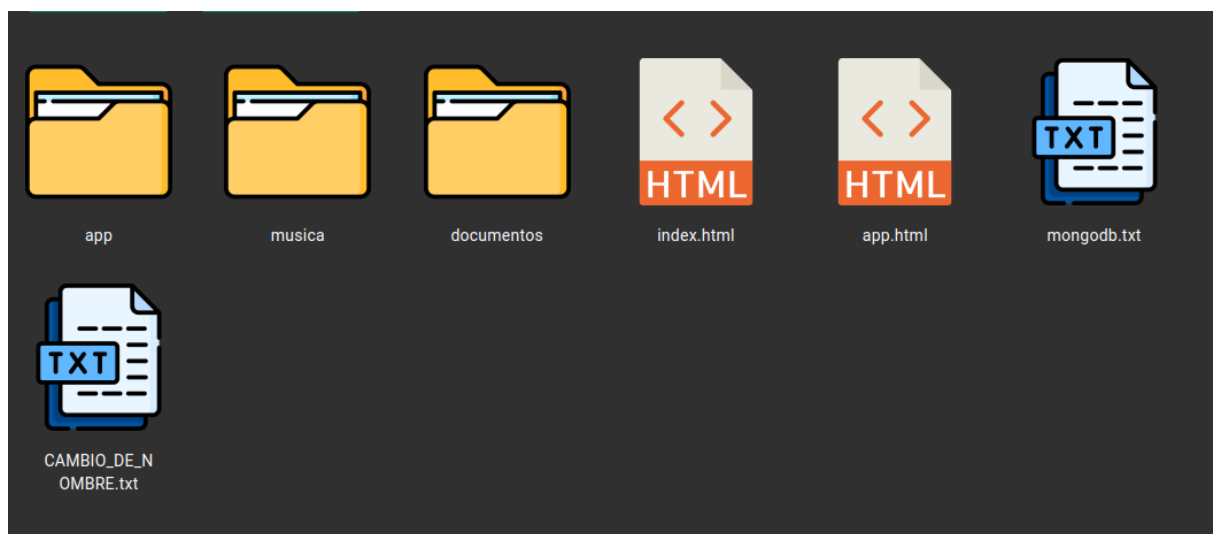 HTML
HTML
TXT
app
musica
documentos
index.html
app.html
mongodb.txt
TXT
CAMBIO_DE_N
OMBRE.txt